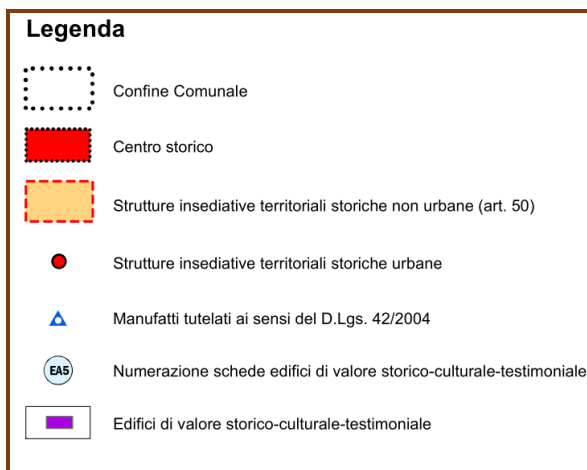 Legenda
Confine Comunale
Centro storico
Strutture insediative territoriali storiche non urbane (art. 50)
Strutture insediative territoriali storiche urbane
Manufatti tutelati ai sensi del D.Lgs. 42/2004
EA5 Numerazione schede edifici di valore storico-culturale-testimoniale
Edifici di valore storico-culturale-testimoniale